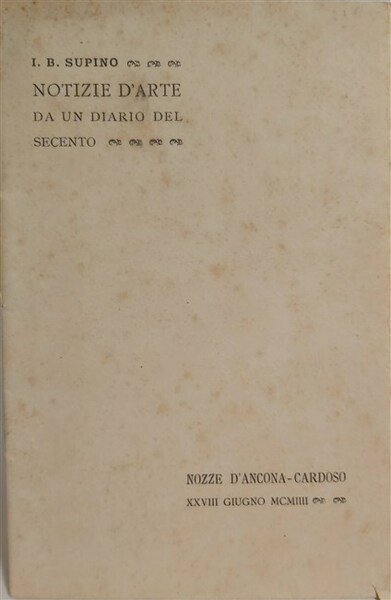 I. B. SUPINO
NOTIZIE D'ARTE
DA UN DIARIO DEL
SECENTO
NOZZE D'ANCONA-CARDOSO
XXVIII GIUGNO MCMIIII